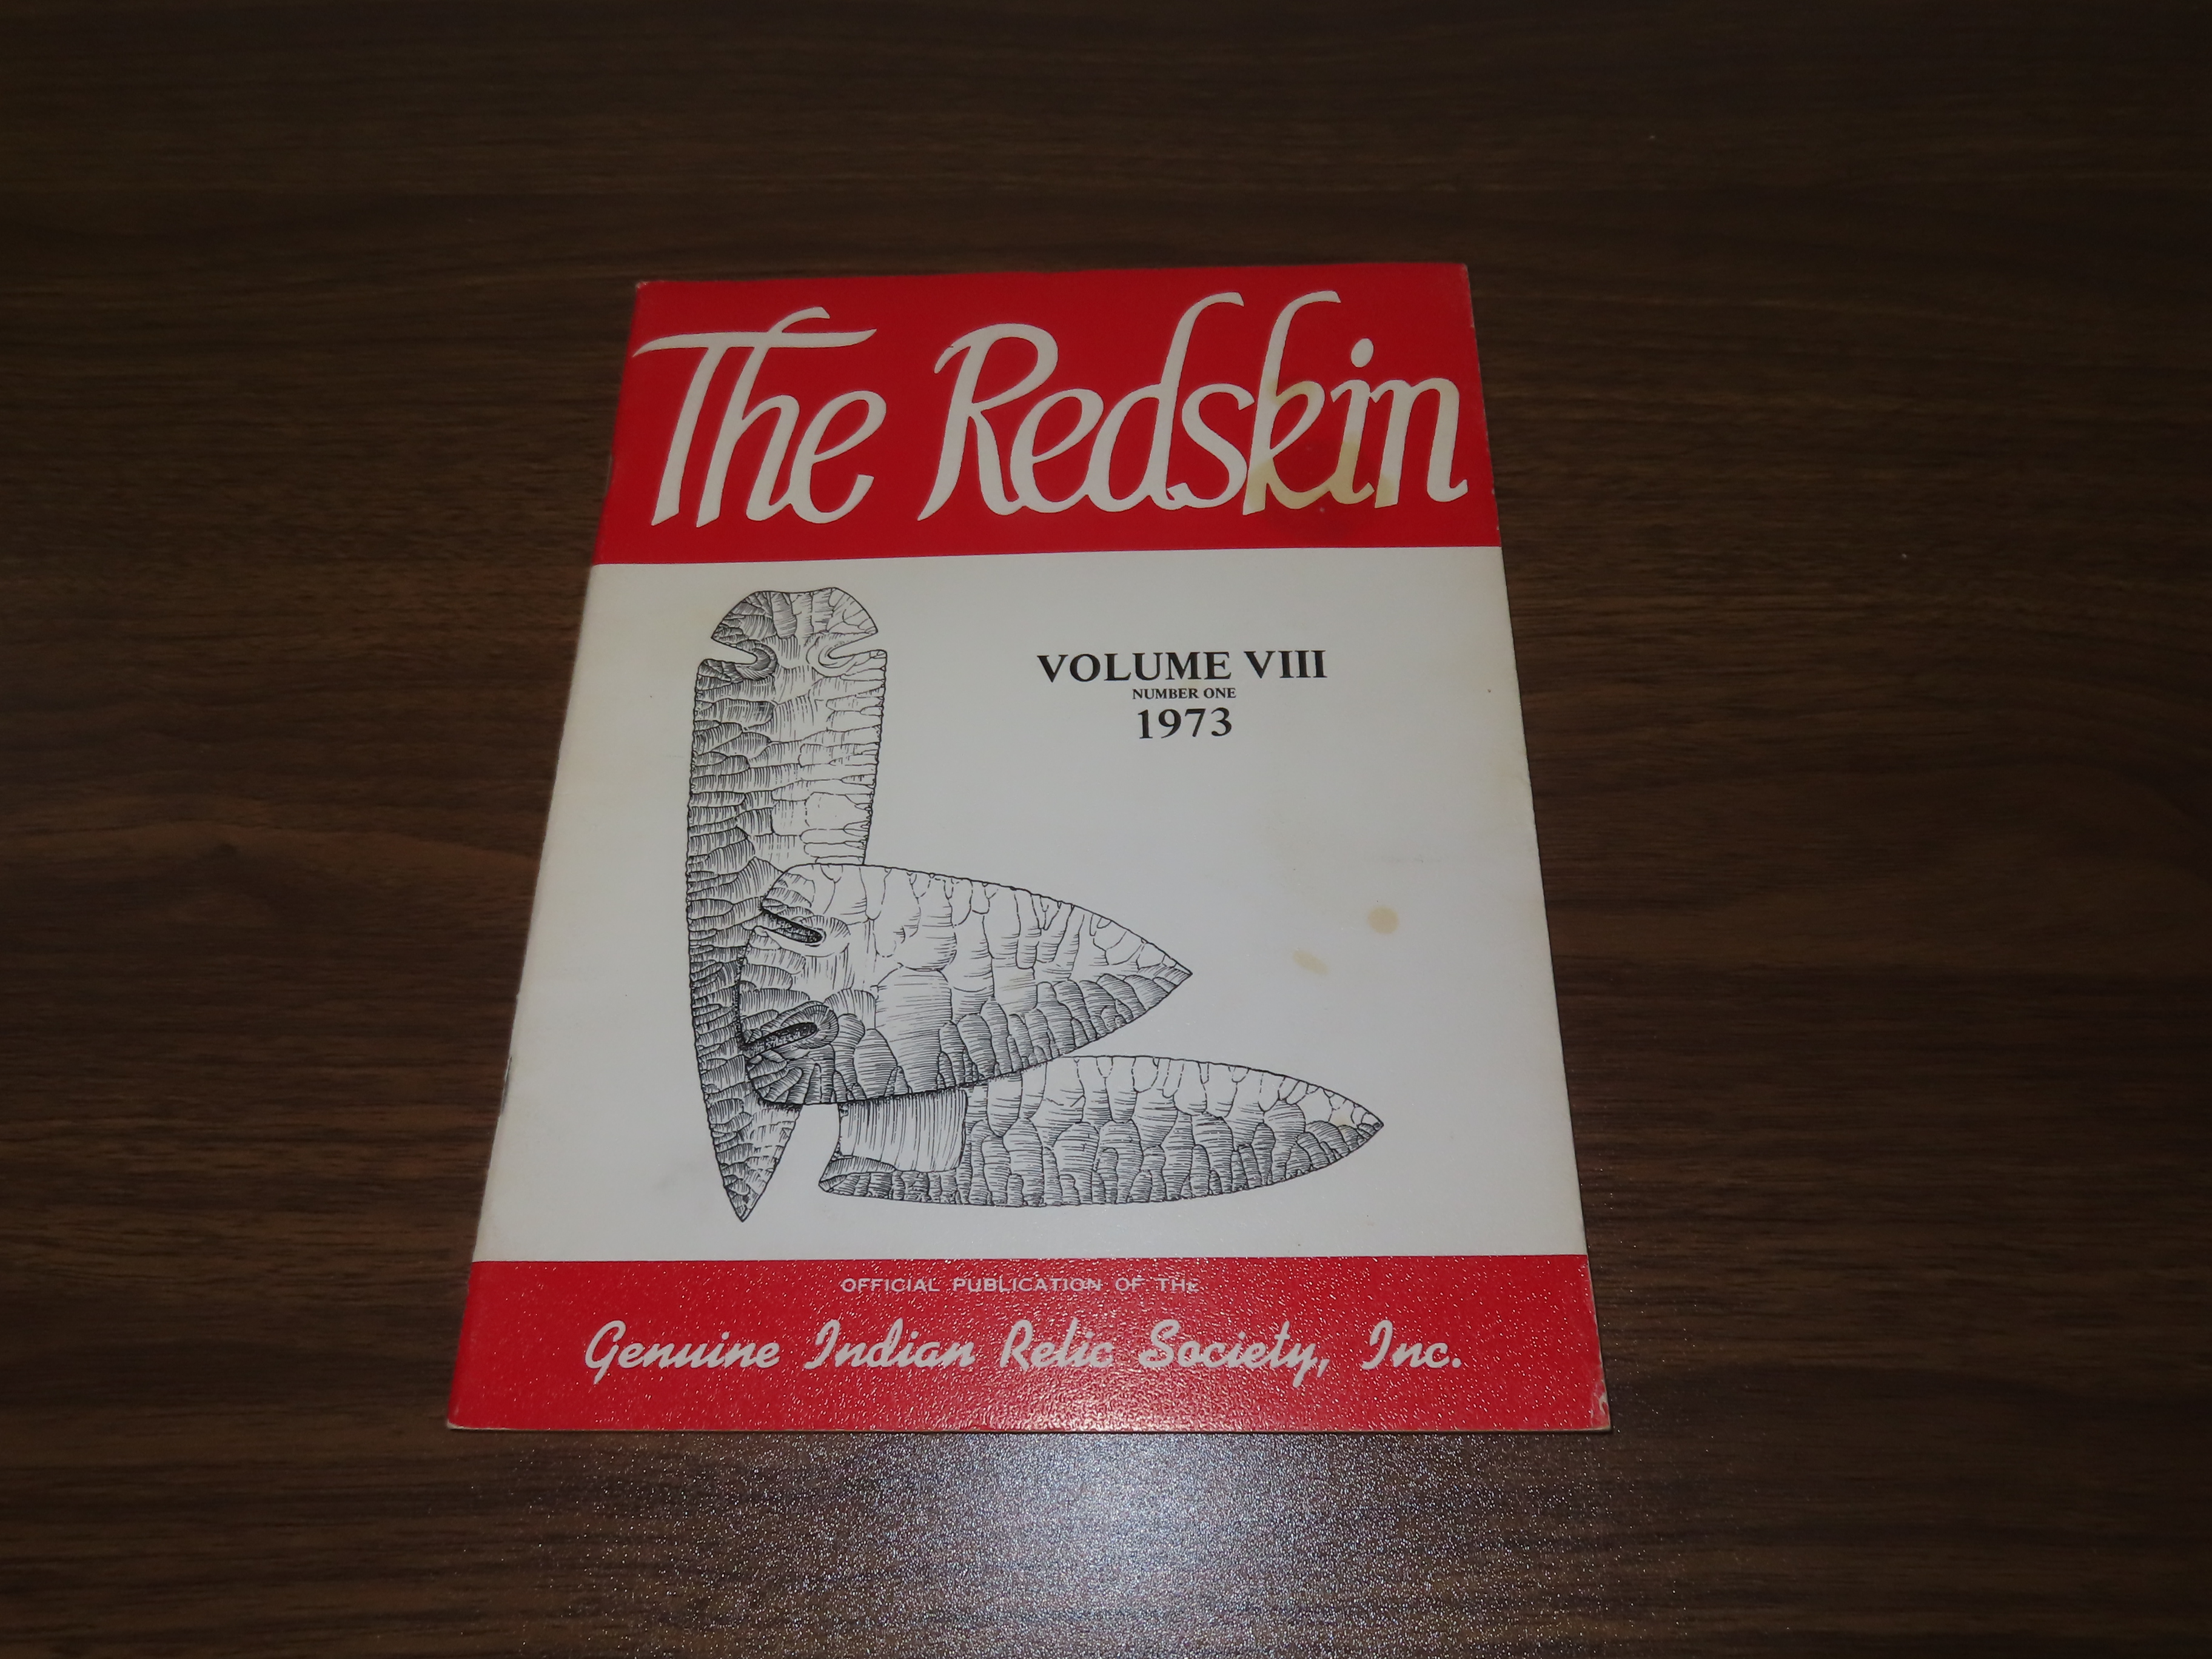 The Redskin
VOLUME VIII
NUMBER ONE
1973
OFFICIAL PUBLICATION OF THE
Genuine Indian Relic Society, Inc.